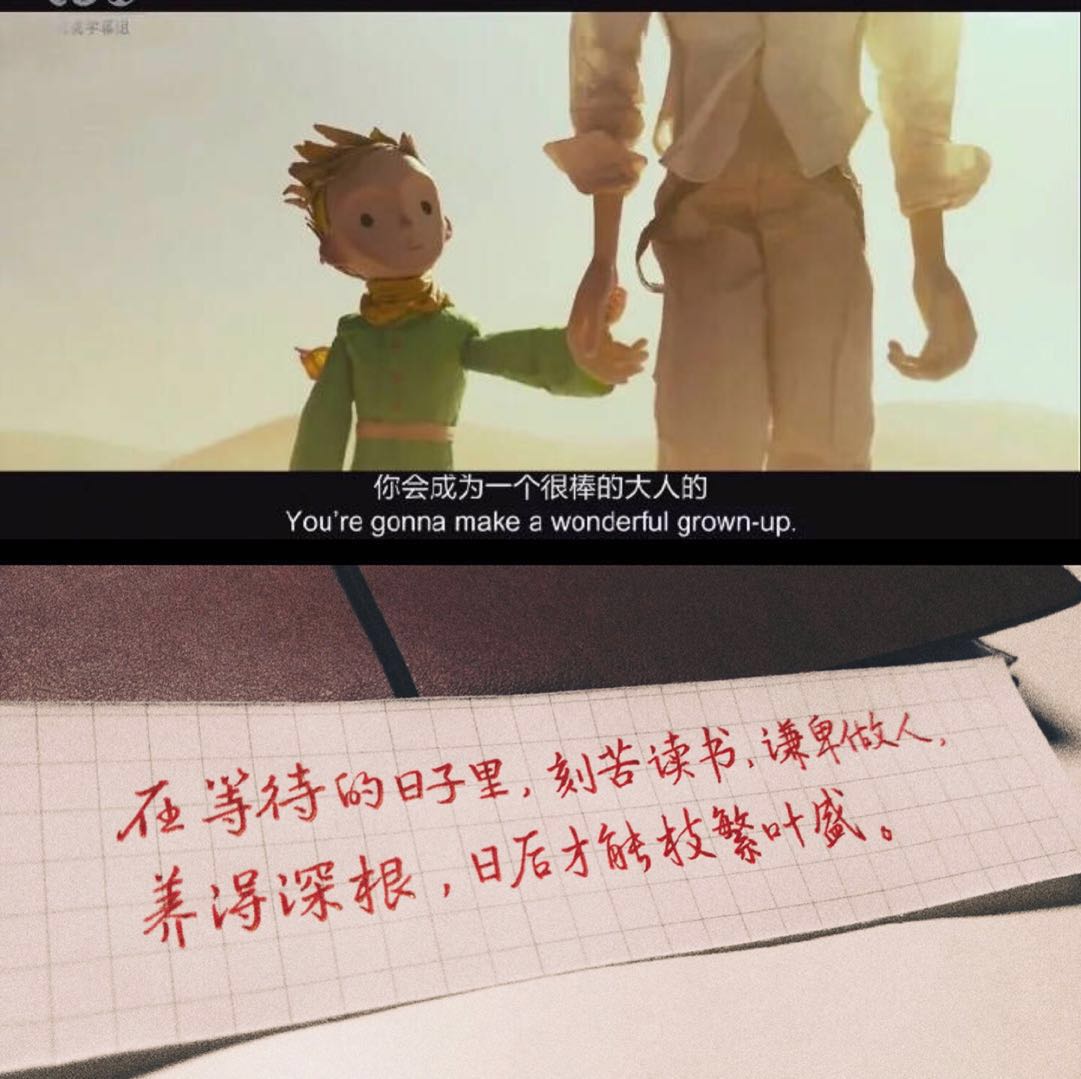 你会成为一个很棒的大人的
You're gonna make a wonderful grown-up.
在等待的日子里,刻苦读书,谦卑做人,
养得深根,日后才能枝繁叶盛。